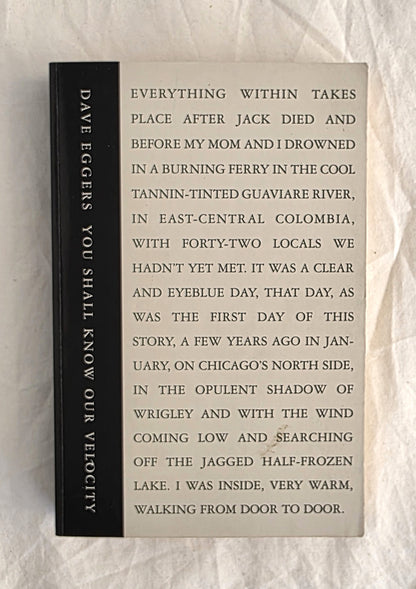 DAVE EGGERS YOU SHALL KNOW OUR VELOCITY
EVERYTHING WITHIN TAKES
PLACE AFTER JACK DIED AND
BEFORE MY MOM AND I DROWNED
IN A BURNING FERRY IN THE COOL
TANNIN-TINTED GUAVIARE RIVER,
IN EAST-CENTRAL COLOMBIA,
WITH FORTY-TWO LOCALS WE
HADN'T YET MET. IT WAS A CLEAR
AND EYEBLUE DAY, THAT DAY, AS
WAS THE FIRST DAY OF THIS
STORY, A FEW YEARS AGO IN JAN-
UARY, ON CHICAGO'S NORTH SIDE,
IN THE OPULENT SHADOW OF
WRIGLEY AND WITH THE WIND
COMING LOW AND SEARCHING
OFF THE JAGGED HALF-FROZEN
LAKE. I WAS INSIDE, VERY WARM,
WALKING FROM DOOR TO DOOR.